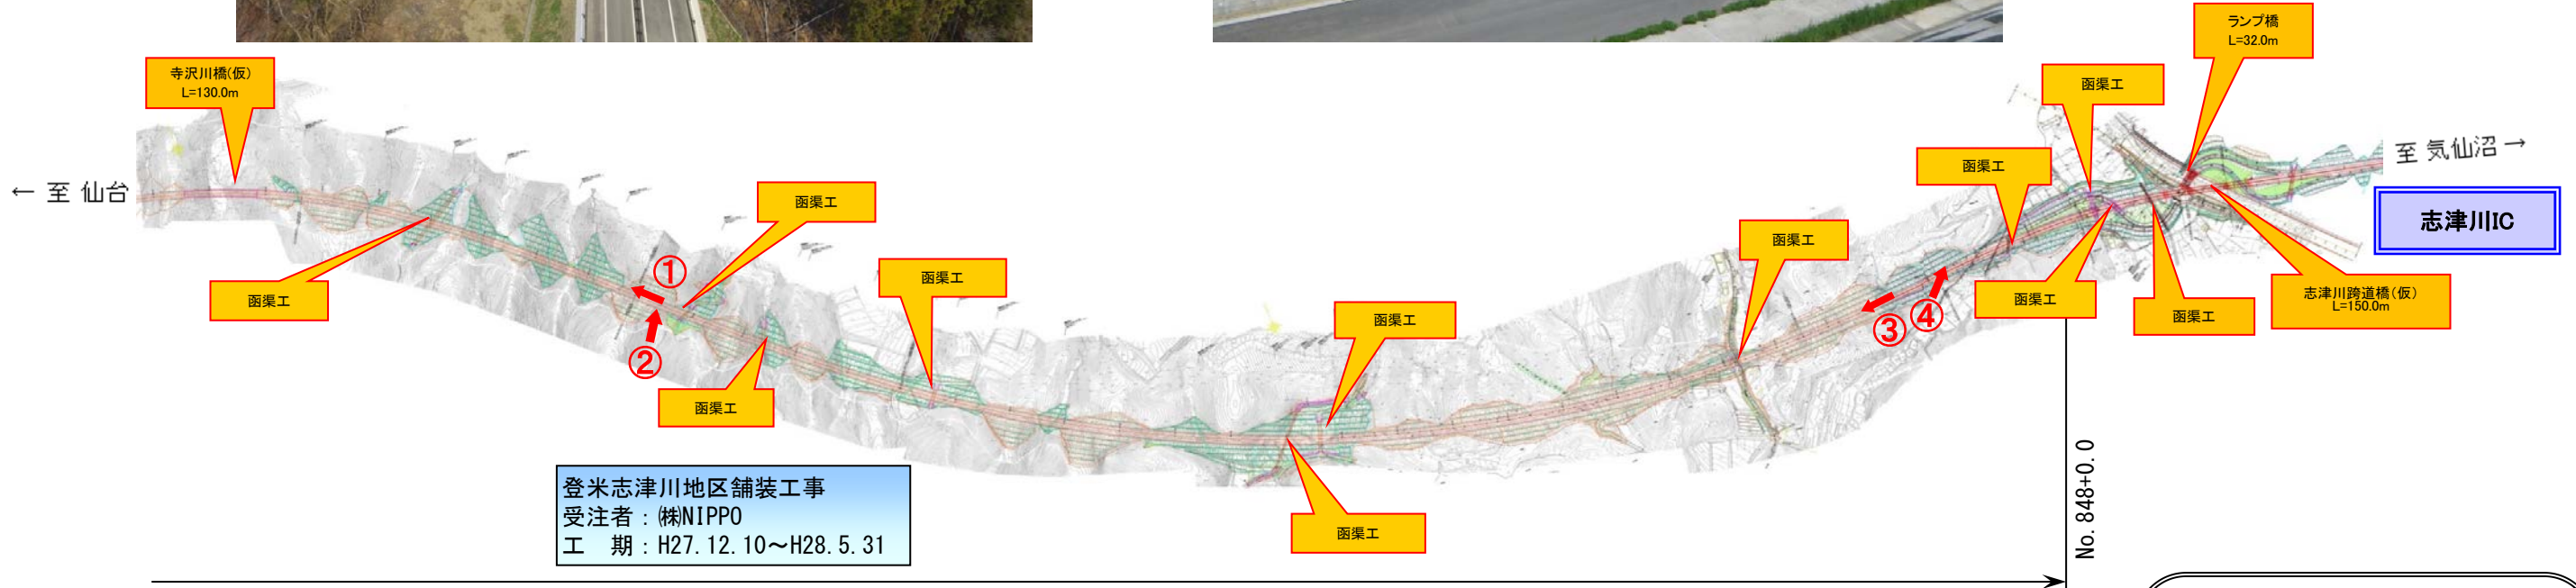 ランプ橋
L=32.0m
寺沢川橋(仮)
L=130.0m
函渠工
函渠工
至 気仙沼 →
← 至 仙台
函渠工
志津川IC
函渠工
函渠工
①
函渠工
函渠工
函渠工
志津川跨道橋(仮)
L=150.0m
函渠工
函渠工
③
④
②
函渠工
No. 848+0. 0
登米志津川地区舗装工事
受注者：㈱NIPPO
工　期：H27. 12. 10～H28. 5. 31
函渠工